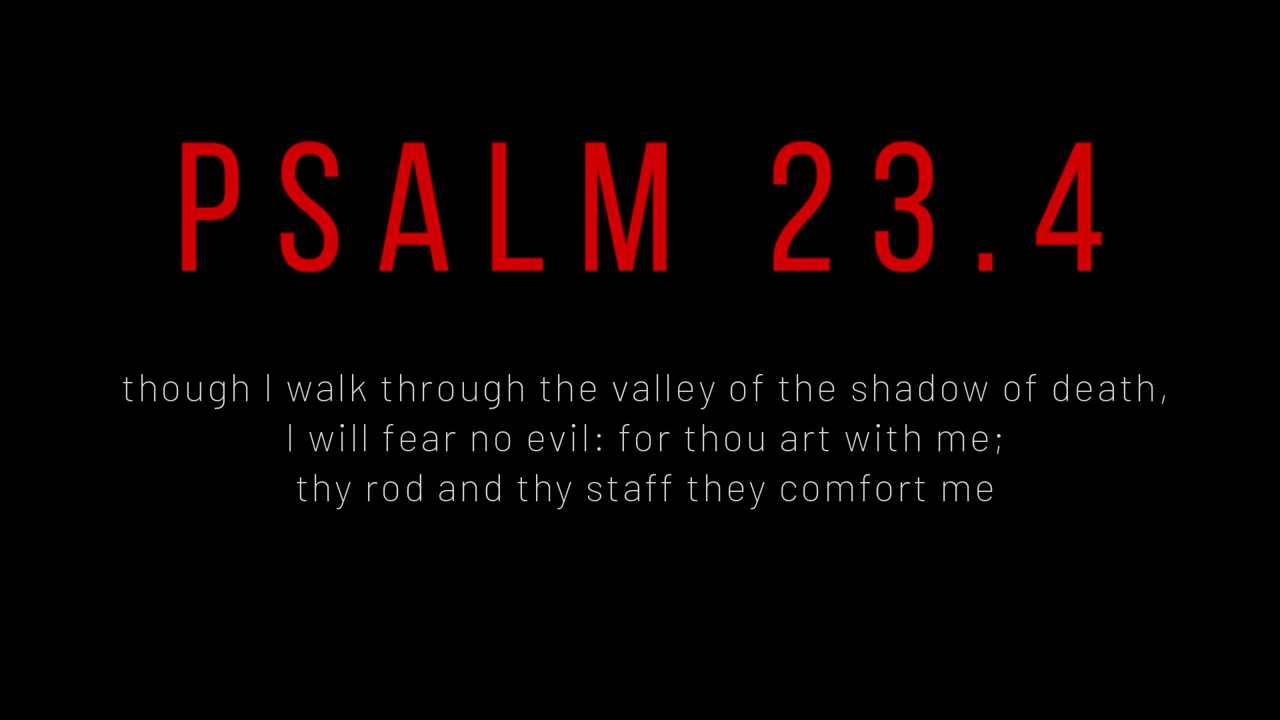 PSALM 23.4
though I walk through the valley of the shadow of death,
I will fear no evil: for thou art with me;
thy rod and thy staff they comfort me